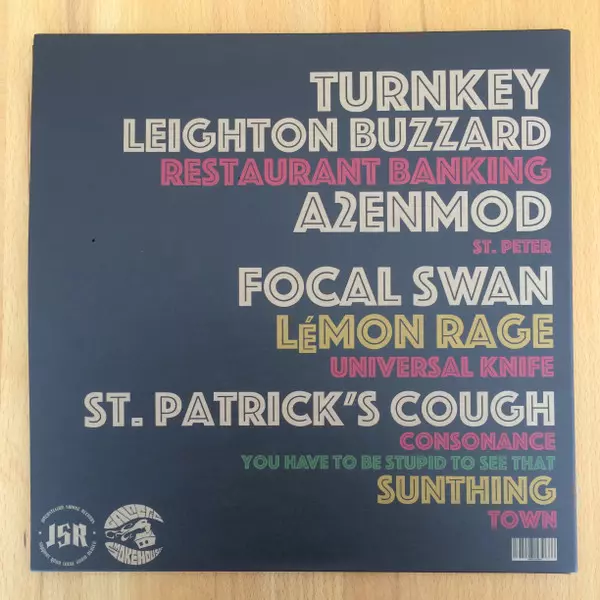 TURNKEY
LEIGHTON BUZZARD
RESTAURANT BANKING
A2ENMOD
ST. PETER
FOCAL SWAN
LÉMON RAGE
UNIVERSAL KNIFE
ST. PATRICK'S COUGH
CONSONANCE
YOU HAVE TO BE STUPID TO SEE THAT
SUNTHING
TOWN
JSR